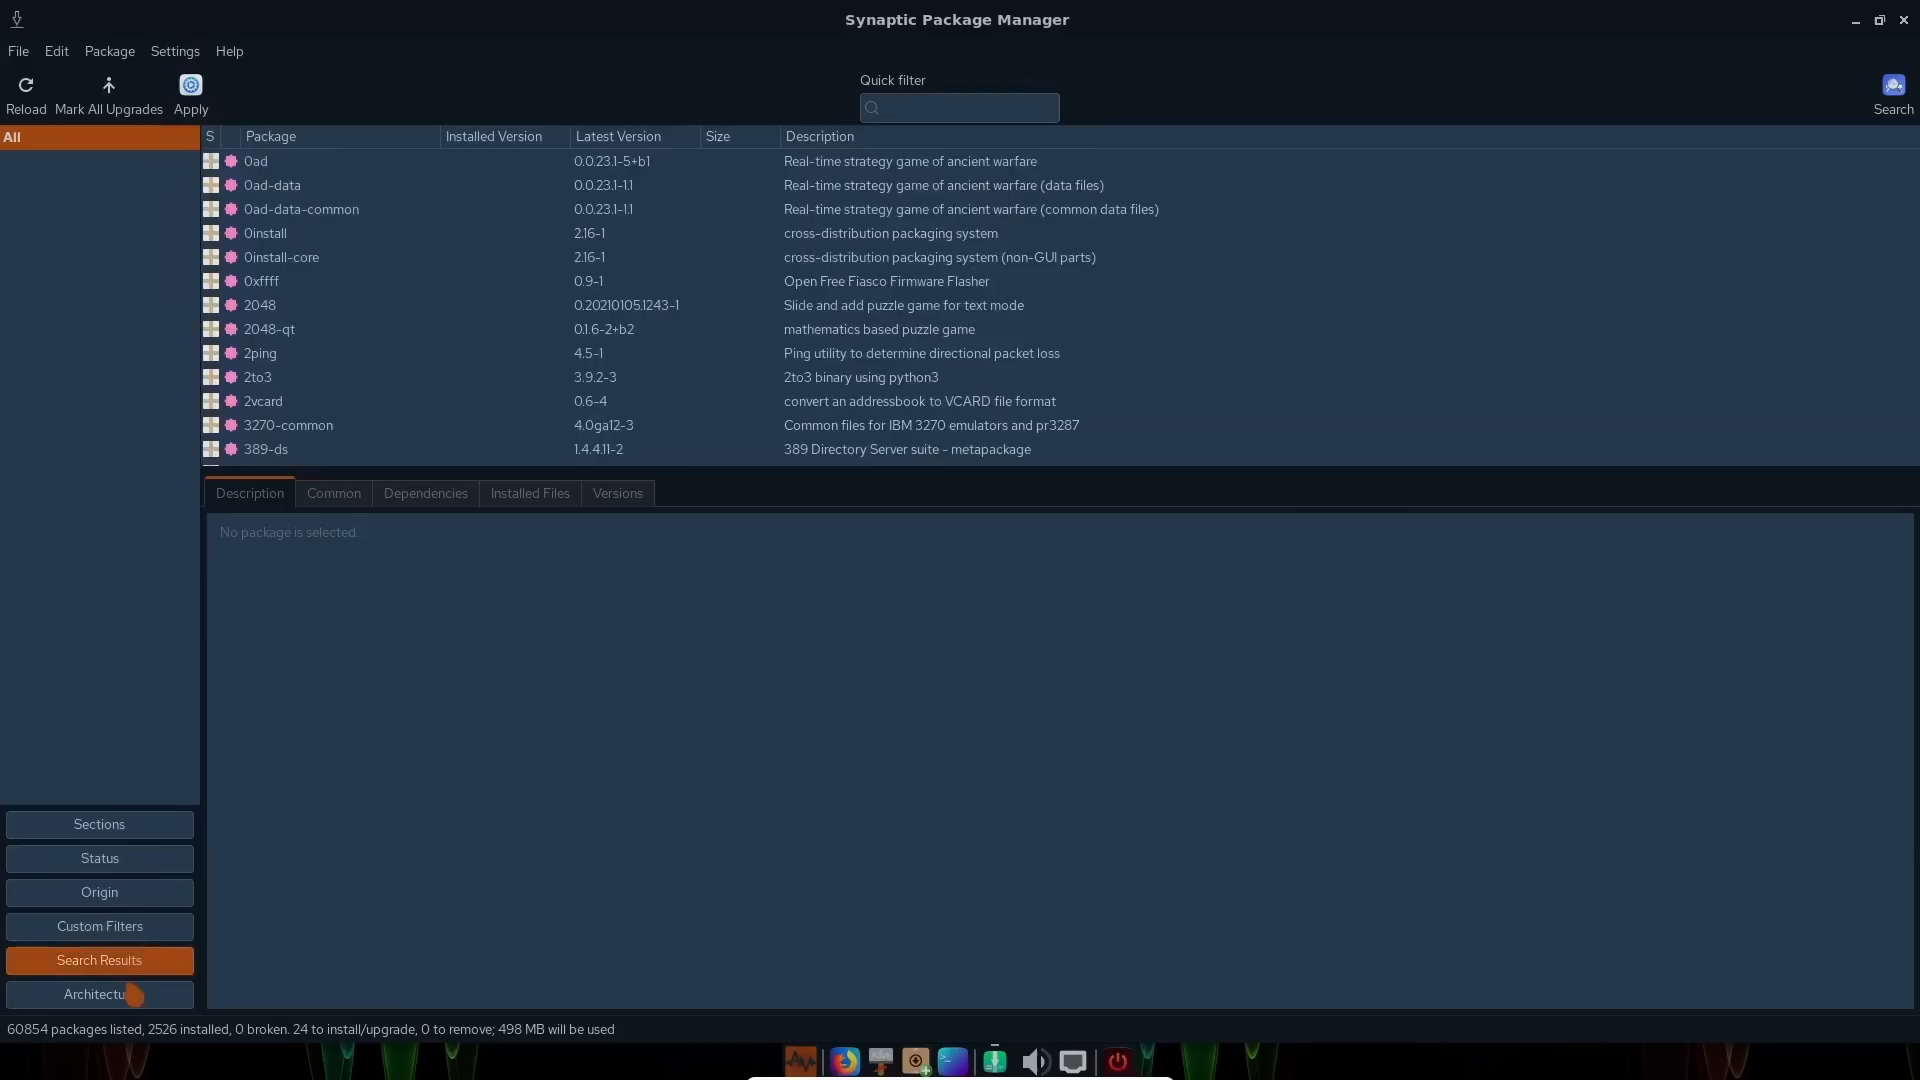 Synaptic Package Manager
File Edit Package Settings Help
Reload Mark All Upgrades Apply
Quick filter
Search
All
S Package Installed Version Latest Version Size Description
0ad 0.0.23.1-5+b1 Real-time strategy game of ancient warfare
0ad-data 0.0.23.1-1.1 Real-time strategy game of ancient warfare (data files)
0ad-data-common 0.0.23.1-1.1 Real-time strategy game of ancient warfare (common data files)
0install 2.16-1 cross-distribution packaging system
0install-core 2.16-1 cross-distribution packaging system (non-GUI parts)
0xffff 0.9-1 Open Free Fiasco Firmware Flasher
2048 0.20210105.1243-1 Slide and add puzzle game for text mode
2048-qt 0.1.6-2+b2 mathematics based puzzle game
2ping 4.5-1 Ping utility to determine directional packet loss
2to3 3.9.2-3 2to3 binary using python3
2vcard 0.6-4 convert an addressbook to VCARD file format
3270-common 4.0ga12-3 Common files for IBM 3270 emulators and pr3287
389-ds 1.4.4.11-2 389 Directory Server suite - metapackage
Description Common Dependencies Installed Files Versions
No package is selected.
Sections
Status
Origin
Custom Filters
Search Results
Architectu
60854 packages listed, 2526 installed, 0 broken. 24 to install/upgrade, 0 to remove; 498 MB will be used